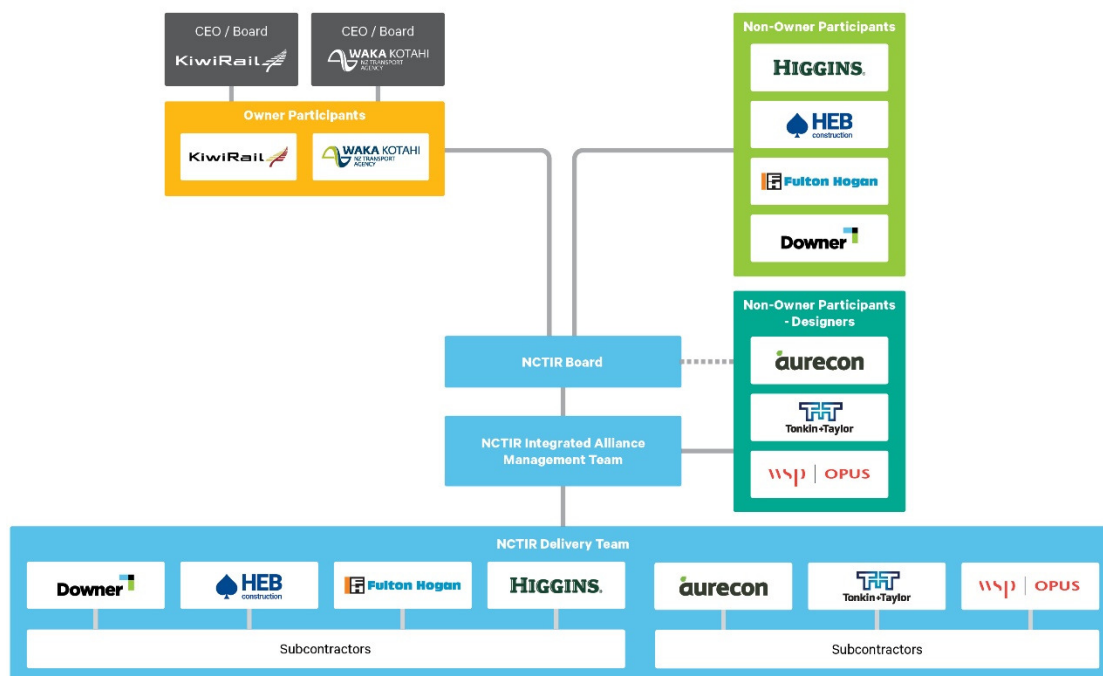 CEO / Board
KiwiRail
CEO / Board
WAKA KOTAHI
NZ TRANSPORT
AGENCY
Owner Participants
KiwiRail
WAKA KOTAHI
NZ TRANSPORT
AGENCY
Non-Owner Participants
HIGGINS®
HEB
construction
FH Fulton Hogan
Downer
Non-Owner Participants
- Designers
aurecon
T+T
Tonkin+Taylor
wsp | OPUS
NCTIR Board
NCTIR Integrated Alliance
Management Team
NCTIR Delivery Team
Downer
HEB
construction
FH Fulton Hogan
HIGGINS®
aurecon
T+T
Tonkin+Taylor
wsp | OPUS
Subcontractors
Subcontractors